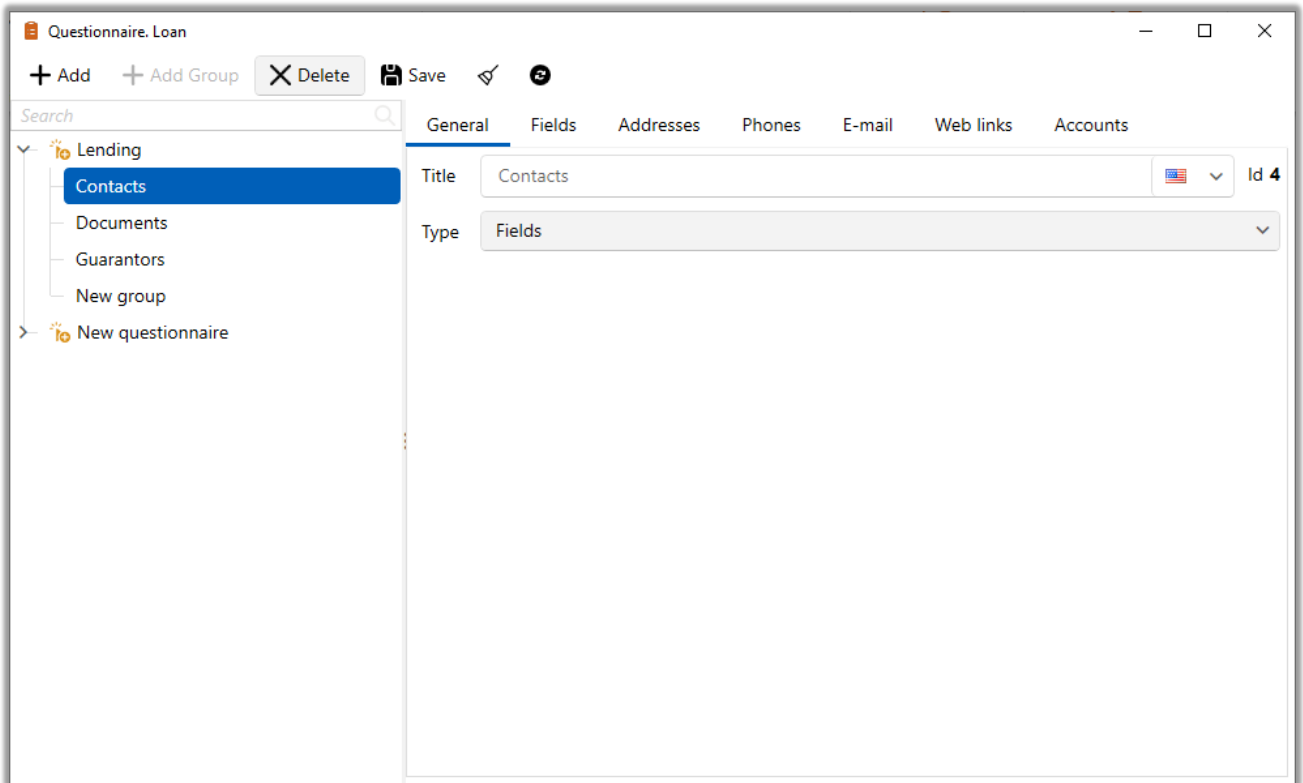 Questionnaire. Loan
Add Add Group Delete Save
Search
Lending
Contacts
Documents
Guarantors
New group
New questionnaire
General Fields Addresses Phones E-mail Web links Accounts
Title Contacts Id 4
Type Fields